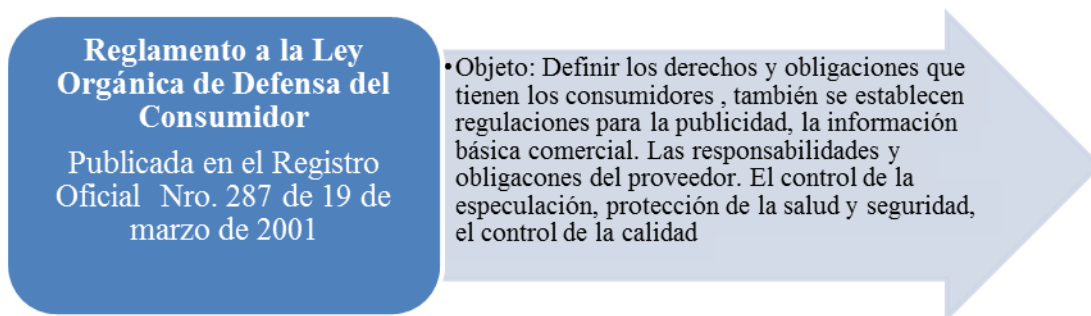 Reglamento a la Ley
Orgánica de Defensa del
Consumidor
Publicada en el Registro
Oficial Nro. 287 de 19 de
marzo de 2001
•Objeto: Definir los derechos y obligaciones que
tienen los consumidores , también se establecen
regulaciones para la publicidad, la información
básica comercial. Las responsabilidades y
obligacones del proveedor. El control de la
especulación, protección de la salud y seguridad,
el control de la calidad